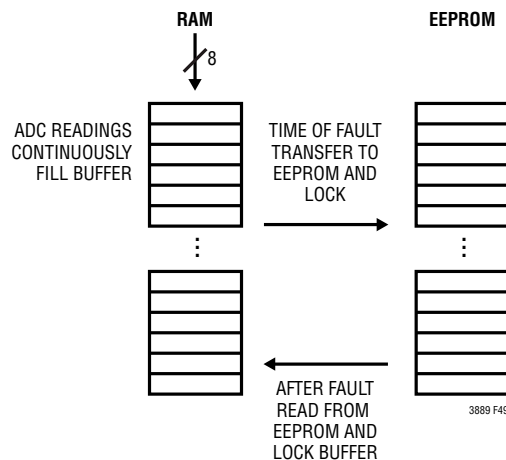 RAM
EEPROM
8
ADC READINGS
CONTINUOUSLY
FILL BUFFER
TIME OF FAULT
TRANSFER TO
EEPROM AND
LOCK
AFTER FAULT
READ FROM
EEPROM AND
LOCK BUFFER
3889 F49